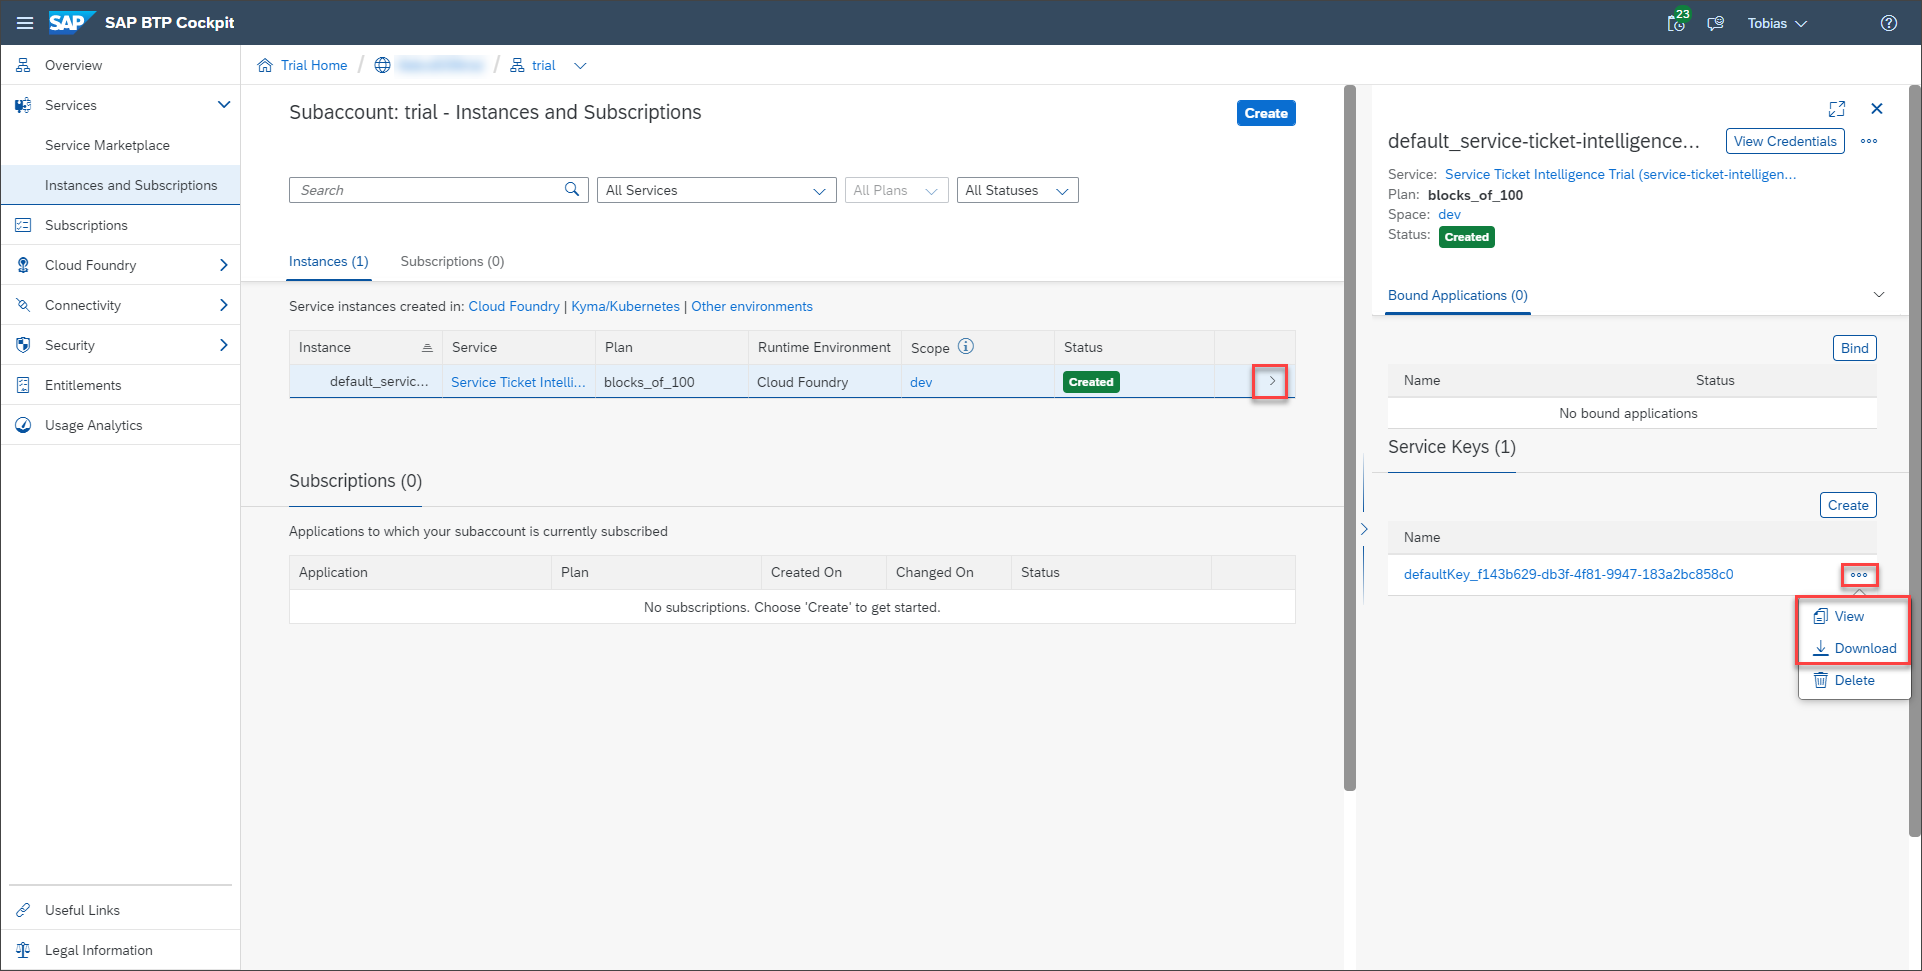 SAP SAP BTP Cockpit
23
Tobias
Overview
Services
Service Marketplace
Instances and Subscriptions
Subscriptions
Cloud Foundry
Connectivity
Security
Entitlements
Usage Analytics
Useful Links
Legal Information
Trial Home / / trial
Subaccount: trial - Instances and Subscriptions
Create
Search
All Services
All Plans
All Statuses
Instances (1)
Subscriptions (0)
Service instances created in: Cloud Foundry | Kyma/Kubernetes | Other environments
Instance Service Plan Runtime Environment Scope Status
default_servic... Service Ticket Intelli... blocks_of_100 Cloud Foundry dev Created
Subscriptions (0)
Applications to which your subaccount is currently subscribed
Application Plan Created On Changed On Status
No subscriptions. Choose 'Create' to get started.
default_service-ticket-intelligence...
View Credentials
Service: Service Ticket Intelligence Trial (service-ticket-intelligen...
Plan: blocks_of_100
Space: dev
Status: Created
Bound Applications (0)
Bind
Name Status
No bound applications
Service Keys (1)
Create
Name
defaultKey_f143b629-db3f-4f81-9947-183a2bc858c0
View
Download
Delete